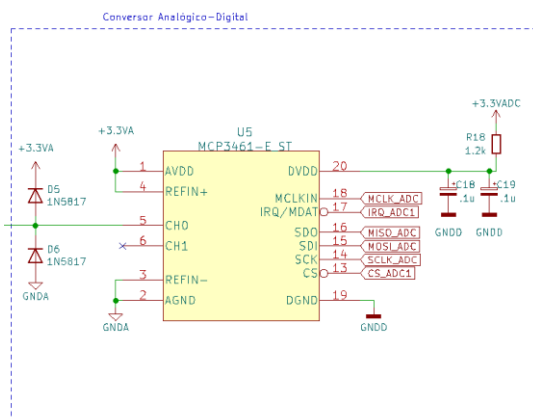 Conversor Analógico-Digital
+3.3VADC
+3.3VA
+3.3VA
U5
MCP3461-E ST
R18
1.2k
1 AVDD
DVDD 20
4 REFIN+
D5
1N5817
C18
.1u
C19
.1u
MCLKIN 18 MCLK_ADC
IRQ/MDAT 17 IRQ_ADC1
5 CH0
SDO 16 MISO_ADC
GNDD
GNDD
6 CH1
SDI 15 MOSI_ADC
D6
1N5817
SCK 14 SCLK_ADC
3 REFIN-
CS 13 CS_ADC1
GNDA
2 AGND
DGND 19
GNDA
GNDD